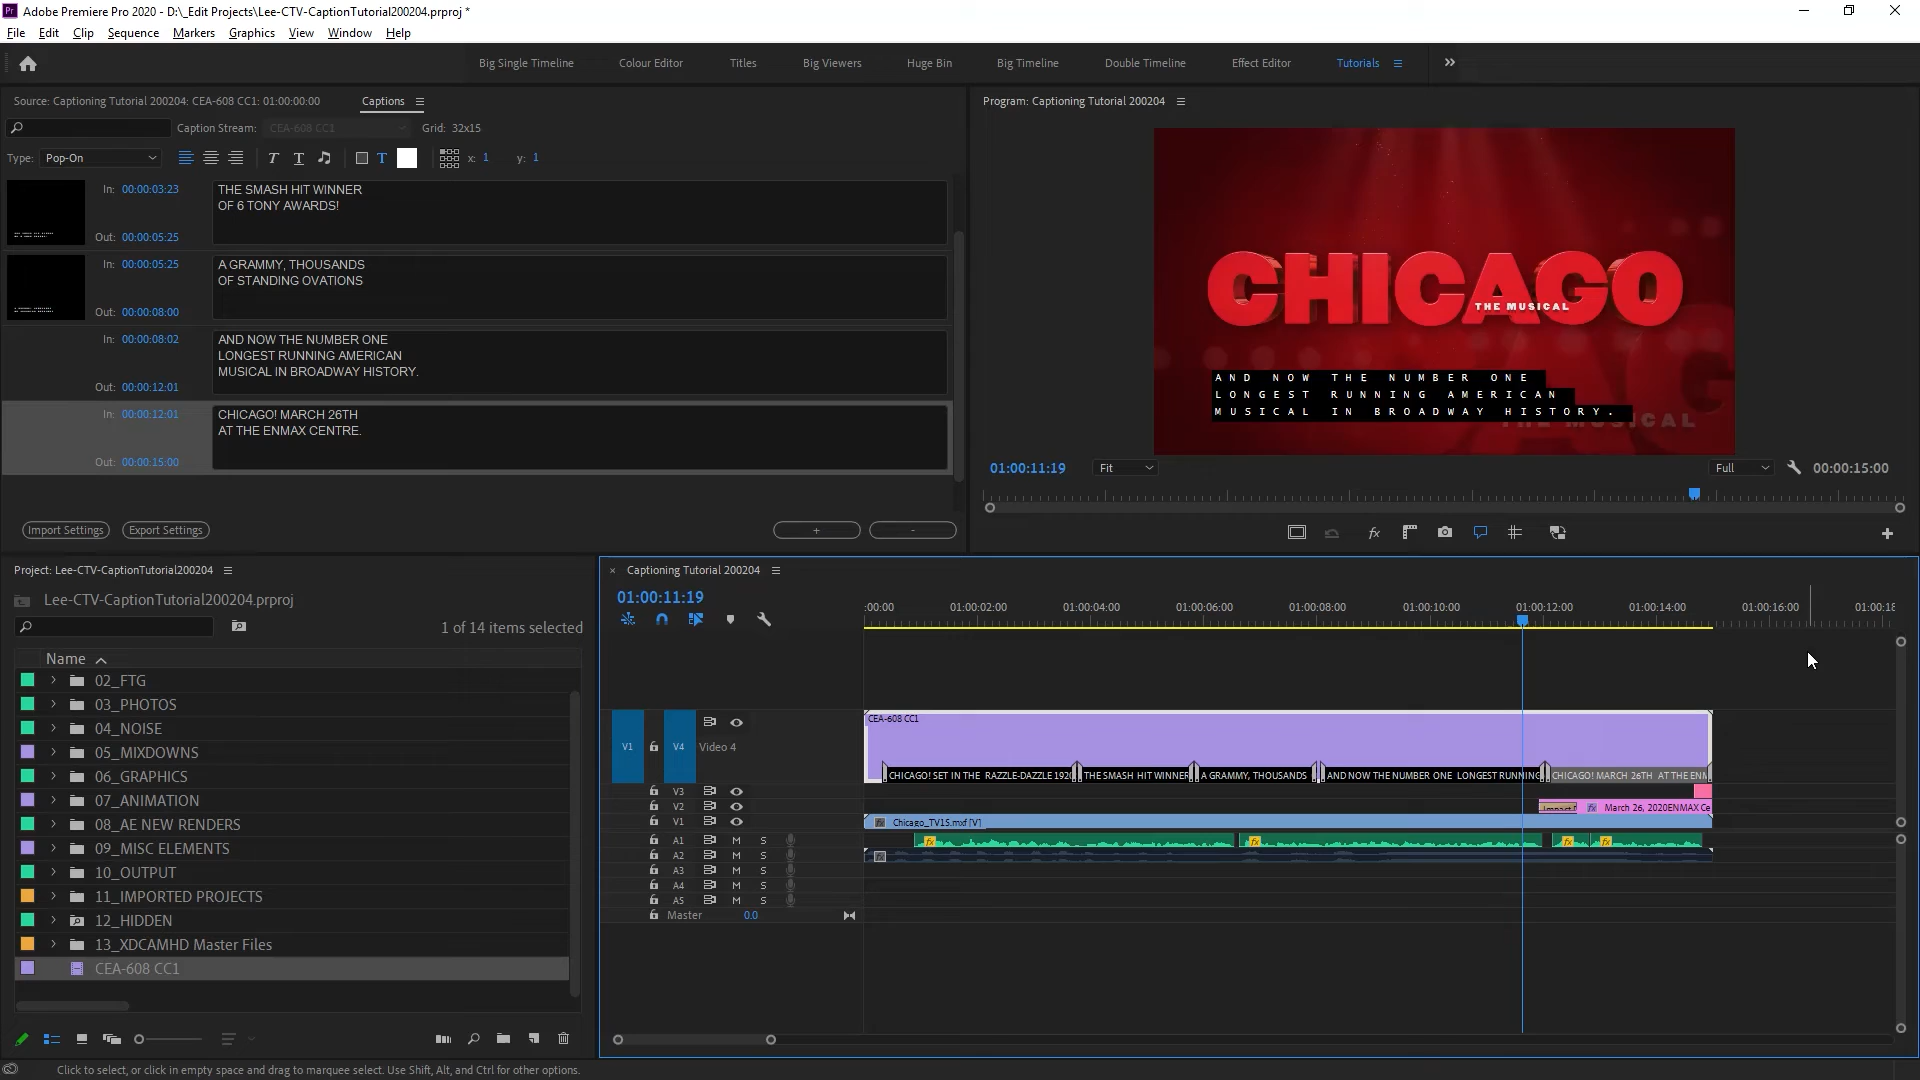 Adobe Premiere Pro 2020 - D:\_Edit Projects\Lee-CTV-CaptionTutorial200204.prproj *
File Edit Clip Sequence Markers Graphics View Window Help
Big Single Timeline Colour Editor Titles Big Viewers Huge Bin Big Timeline Double Timeline Effect Editor Tutorials
Source: Captioning Tutorial 200204: CEA-608 CC1: 01:00:00:00 Captions
Caption Stream: CEA-608 CC1 Grid: 32x15
Type: Pop-On T T T x: 1 y: 1
In: 00:00:03:23
THE SMASH HIT WINNER
OF 6 TONY AWARDS!
Out: 00:00:05:25
In: 00:00:05:25
A GRAMMY, THOUSANDS
OF STANDING OVATIONS
Out: 00:00:08:00
In: 00:00:08:02
AND NOW THE NUMBER ONE
LONGEST RUNNING AMERICAN
MUSICAL IN BROADWAY HISTORY.
Out: 00:00:12:01
In: 00:00:12:01
CHICAGO! MARCH 26TH
AT THE ENMAX CENTRE.
Out: 00:00:15:00
Import Settings Export Settings + -
Program: Captioning Tutorial 200204
CHICAGO
THE MUSICAL
AND NOW THE NUMBER ONE
LONGEST RUNNING AMERICAN
MUSICAL IN BROADWAY HISTORY.
THE MUSICAL
01:00:11:19 Fit Full 00:00:15:00
fx
Project: Lee-CTV-CaptionTutorial200204
Lee-CTV-CaptionTutorial200204.prproj
1 of 14 items selected
Name
02_FTG
03_PHOTOS
04_NOISE
05_MIXDOWNS
06_GRAPHICS
07_ANIMATION
08_AE NEW RENDERS
09_MISC ELEMENTS
10_OUTPUT
11_IMPORTED PROJECTS
12_HIDDEN
13_XDCAMHD Master Files
CEA-608 CC1
Captioning Tutorial 200204
01:00:11:19
:00:00 01:00:02:00 01:00:04:00 01:00:06:00 01:00:08:00 01:00:10:00 01:00:12:00 01:00:14:00 01:00:16:00 01:00:18
CEA-608 CC1
V1 V4 Video 4
CHICAGO! SET IN THE RAZZLE-DAZZLE 192 THE SMASH HIT WINNER A GRAMMY, THOUSANDS AND NOW THE NUMBER ONE LONGEST RUNNING CHICAGO! MARCH 26TH AT THE ENM
V3
V2 fx March 26, 2020ENMAX Ce
V1 fx Chicago_TV15.mxf [V]
A1 M S fx fx fx fx
A2 M S fx
A3 M S
A4 M S
A5 M S
Master 0.0
Click to select, or click in empty space and drag to marquee select. Use Shift, Alt, and Ctrl for other options.